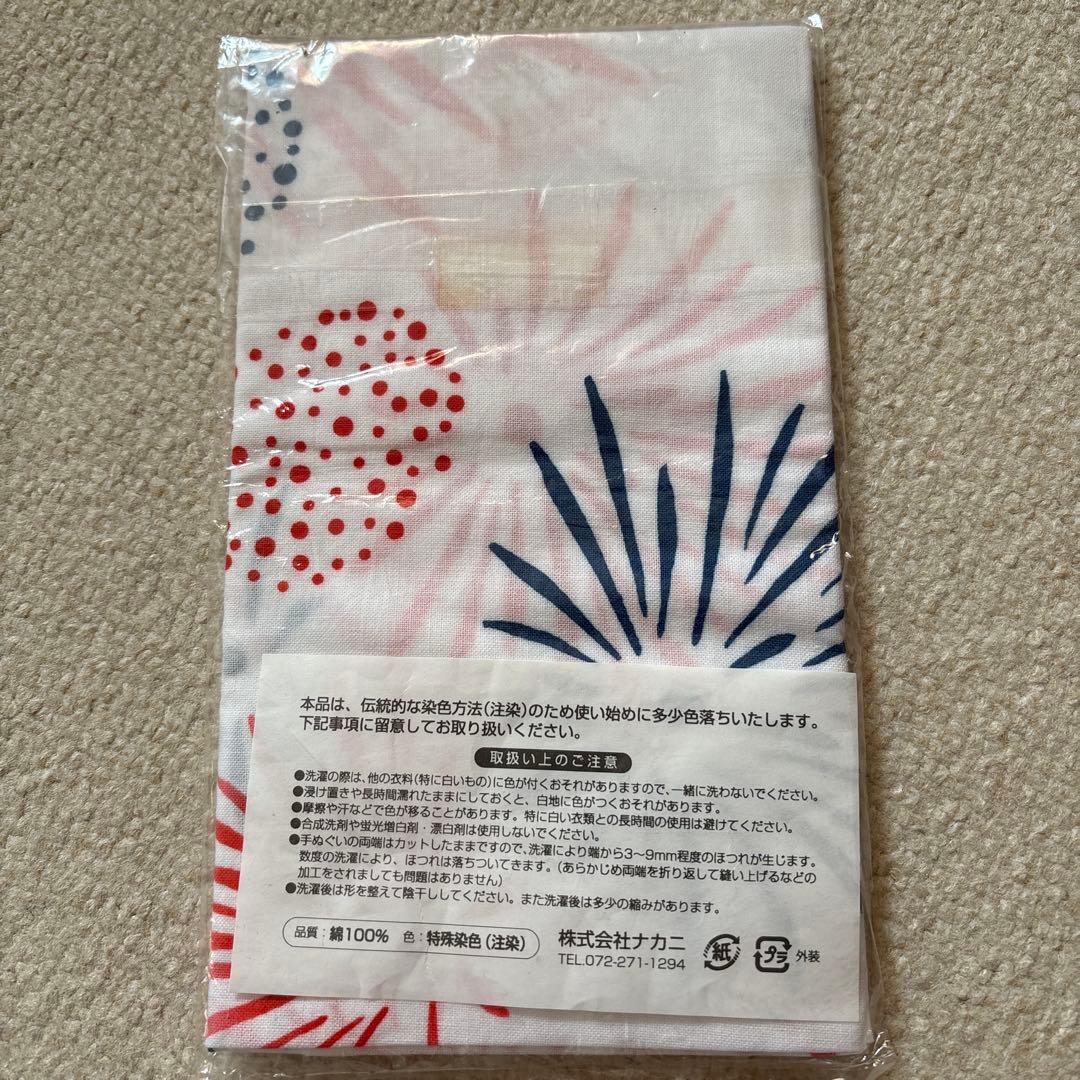 本品は、伝統的な染色方法(注染)のため使い始めに多少色落ちいたします。
下記事項に留意してお取り扱いください。
取扱い上のご注意
●洗濯の際は、他の衣料(特に白いもの)に色が付くおそれがありますので、一緒に洗わないでください。
●浸け置きや長時間濡れたままにしておくと、白地に色がつくおそれがあります。
●摩擦や汗などで色が移ることがあります。特に白い衣類との長時間の使用は避けてください。
●合成洗剤や蛍光増白剤・漂白剤は使用しないでください。
●手ぬぐいの両端はカットしたままですので、洗濯により端から3〜9mm程度のほつれが生じます。
数度の洗濯により、ほつれは落ちついてきます。(あらかじめ両端を折り返して縫い上げるなどの
加工をされましても問題はありません)
●洗濯後は形を整えて陰干ししてください。また洗濯後は多少の縮みがあります。
品質:綿100% 色:特殊染色(注染)
株式会社ナカニ
TEL.072-271-1294
紙
プラ 外装